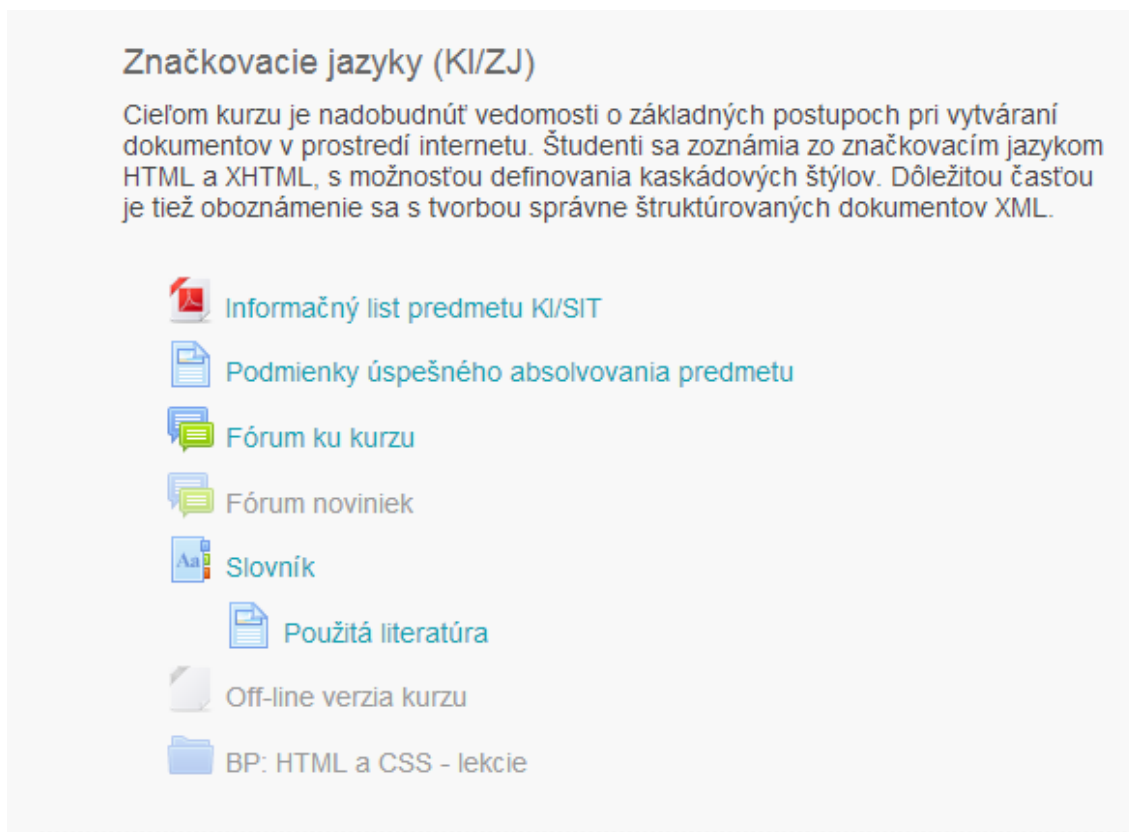 Značkovacie jazyky (KI/ZJ)
Cieľom kurzu je nadobudnúť vedomosti o základných postupoch pri vytváraní
dokumentov v prostredí internetu. Študenti sa zoznámia zo značkovacím jazykom
HTML a XHTML, s možnosťou definovania kaskádových štýlov. Dôležitou časťou
je tiež oboznámenie sa s tvorbou správne štruktúrovaných dokumentov XML.
Informačný list predmetu KI/SIT
Podmienky úspešného absolvovania predmetu
Fórum ku kurzu
Fórum noviniek
Aa
Slovník
Použitá literatúra
Off-line verzia kurzu
BP: HTML a CSS - lekcie